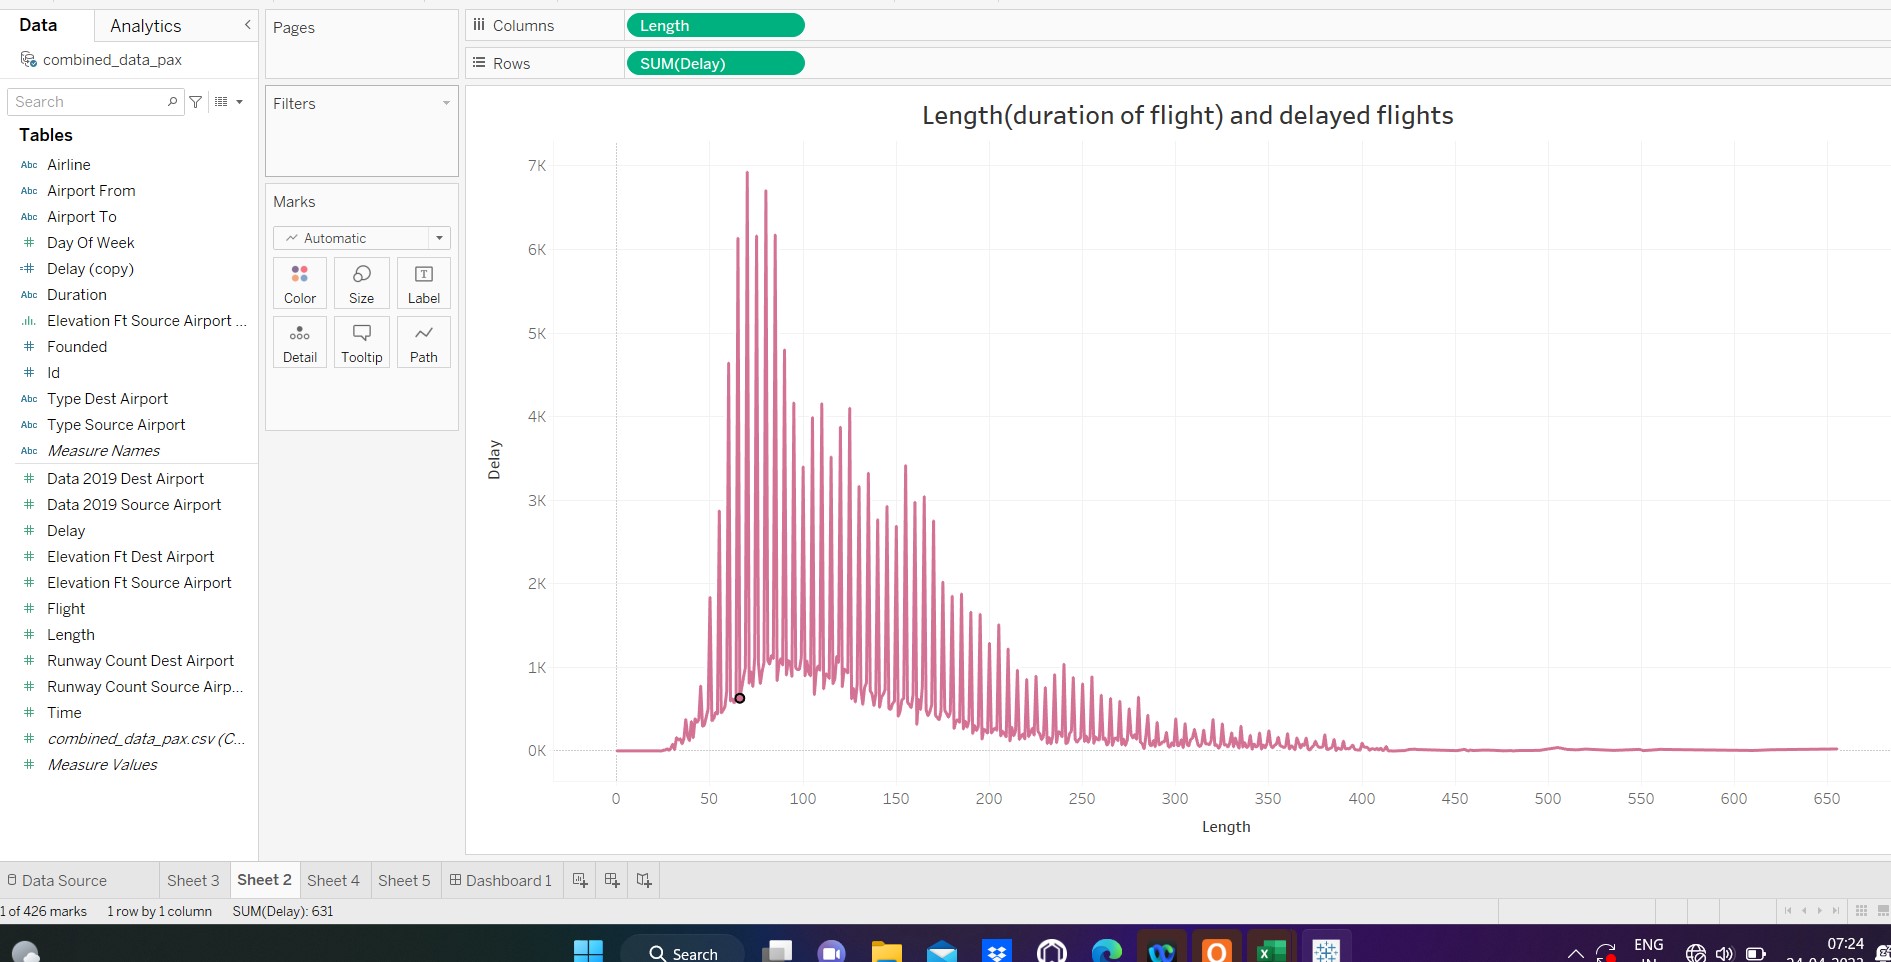 Data
Analytics
combined_data_pax
Search
Tables
Abc Airline
Abc Airport From
Abc Airport To
# Day Of Week
=# Delay (copy)
Abc Duration
Elevation Ft Source Airport ...
# Founded
# Id
Abc Type Dest Airport
Abc Type Source Airport
Abc Measure Names
# Data 2019 Dest Airport
# Data 2019 Source Airport
# Delay
# Elevation Ft Dest Airport
# Elevation Ft Source Airport
# Flight
# Length
# Runway Count Dest Airport
# Runway Count Source Airp...
# Time
# combined_data_pax.csv (C...
# Measure Values
Pages
Filters
Marks
Automatic
Color Size Label
Detail Tooltip Path
Columns Length
Rows SUM(Delay)
Length(duration of flight) and delayed flights
7K
6K
5K
4K
3K
2K
1K
0K
Delay
0 50 100 150 200 250 300 350 400 450 500 550 600 650
Length
Data Source Sheet 3 Sheet 2 Sheet 4 Sheet 5 Dashboard 1
1 of 426 marks 1 row by 1 column SUM(Delay): 631
Search
ENG
07:24